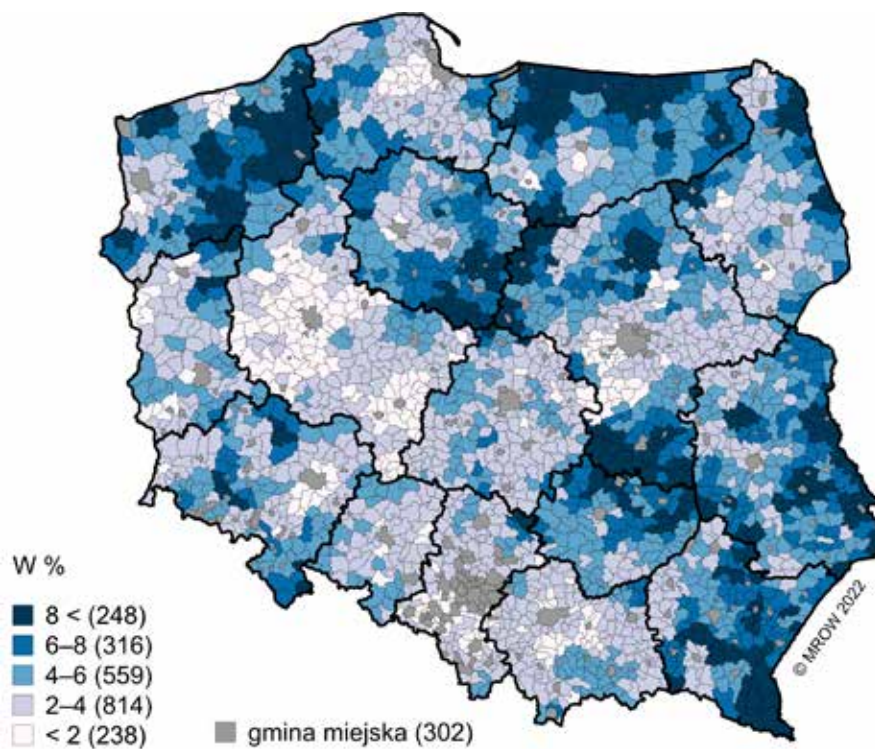 W %
8 < (248)
6–8 (316)
4–6 (559)
2–4 (814)
< 2 (238)
gmina miejska (302)
© MROW 2022